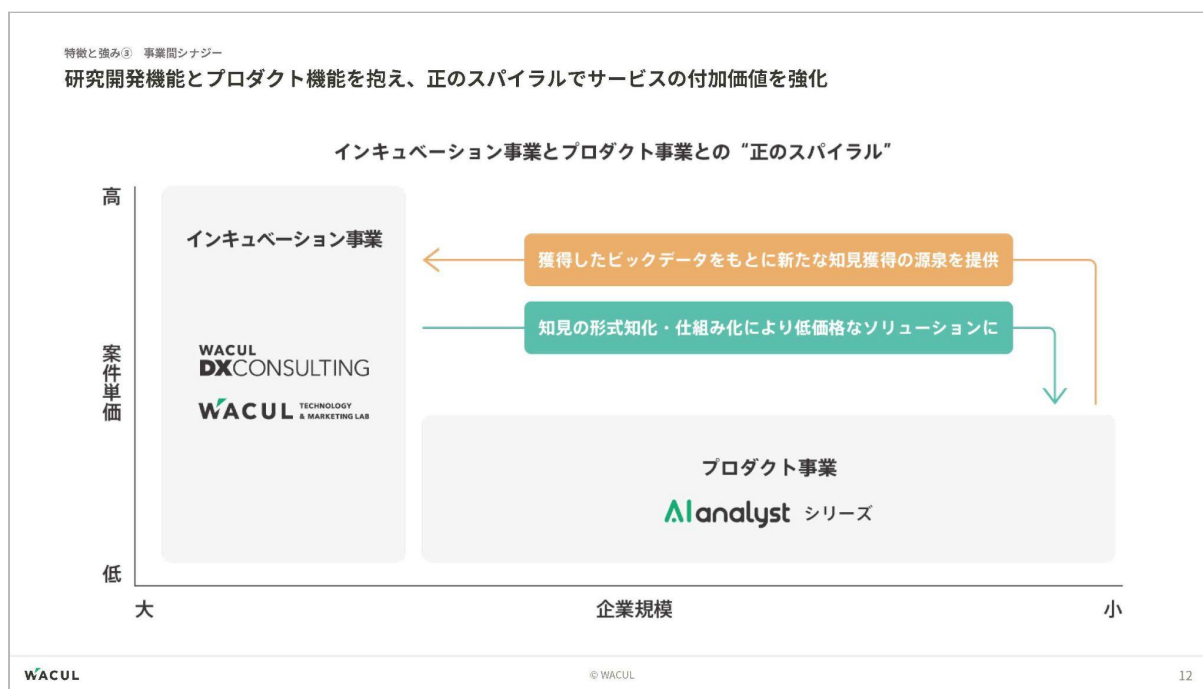 特徴と強み③ 事業間シナジー
研究開発機能とプロダクト機能を抱え、正のスパイラルでサービスの付加価値を強化
インキュベーション事業とプロダクト事業との “正のスパイラル”
高
案件単価
低
インキュベーション事業
WACUL
DXCONSULTING
WACUL TECHNOLOGY
& MARKETING LAB
獲得したビックデータをもとに新たな知見獲得の源泉を提供
知見の形式知化・仕組み化により低価格なソリューションに
プロダクト事業
AI analyst シリーズ
大
企業規模
小
WACUL
© WACUL
12